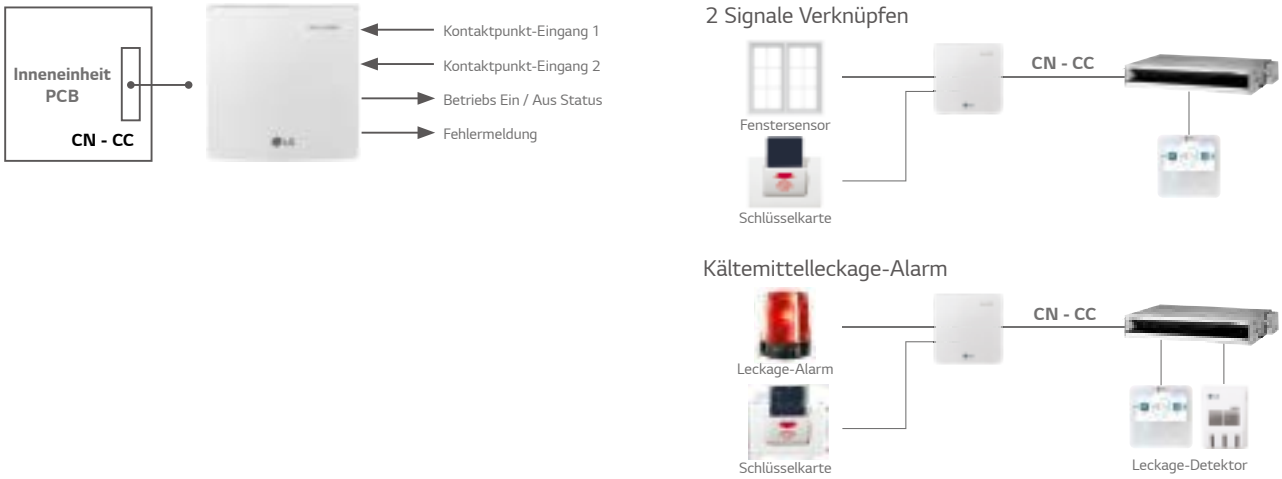 Inneneinheit
PCB
CN - CC
LG
Kontaktpunkt-Eingang 1
Kontaktpunkt-Eingang 2
Betriebs Ein / Aus Status
Fehlermeldung
2 Signale Verknüpfen
Fenstersensor
Schlüsselkarte
CN - CC
Kältemittelleckage-Alarm
Leckage-Alarm
Schlüsselkarte
CN - CC
Leckage-Detektor